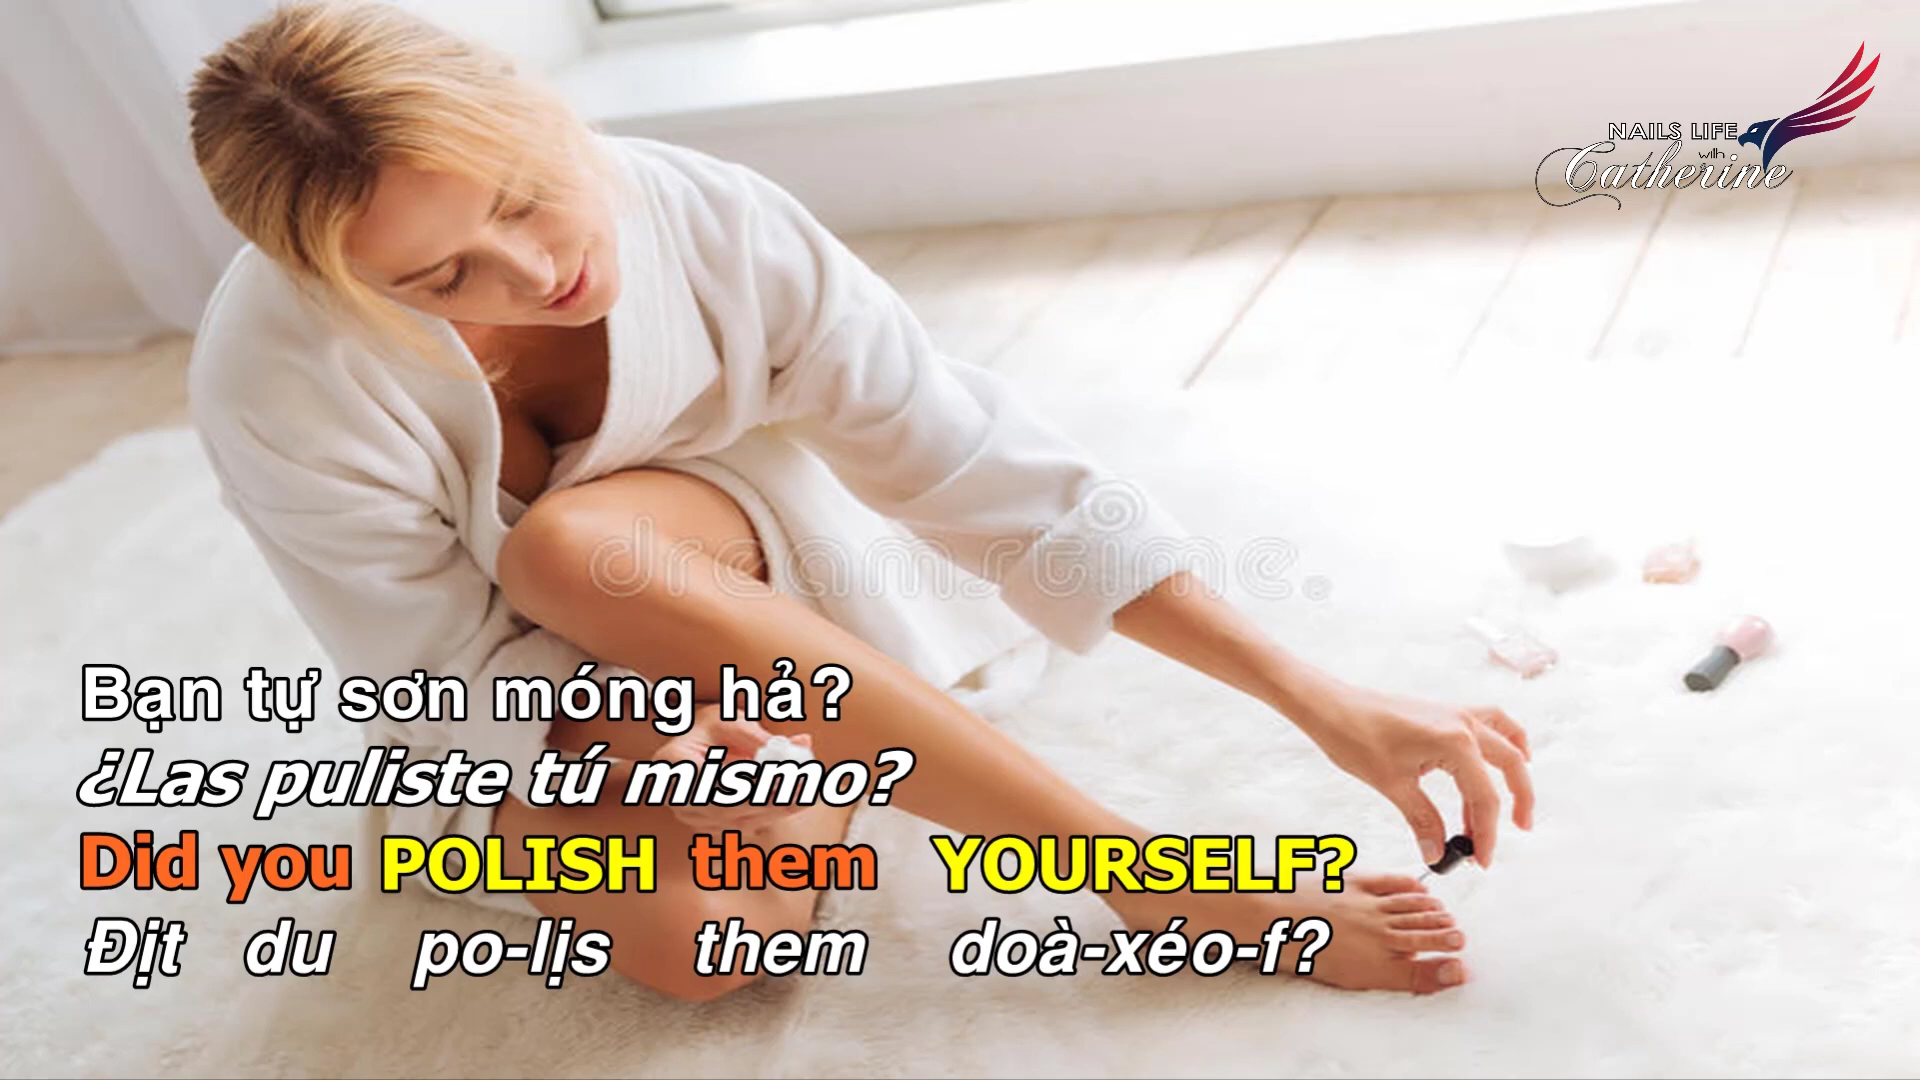 NAILS LIFE
with
Catherine
dreamstime.
Bạn tự sơn móng hả?
¿Las puliste tú mismo?
Did you POLISH them YOURSELF?
Địt du po-lịs them doà-xéo-f?